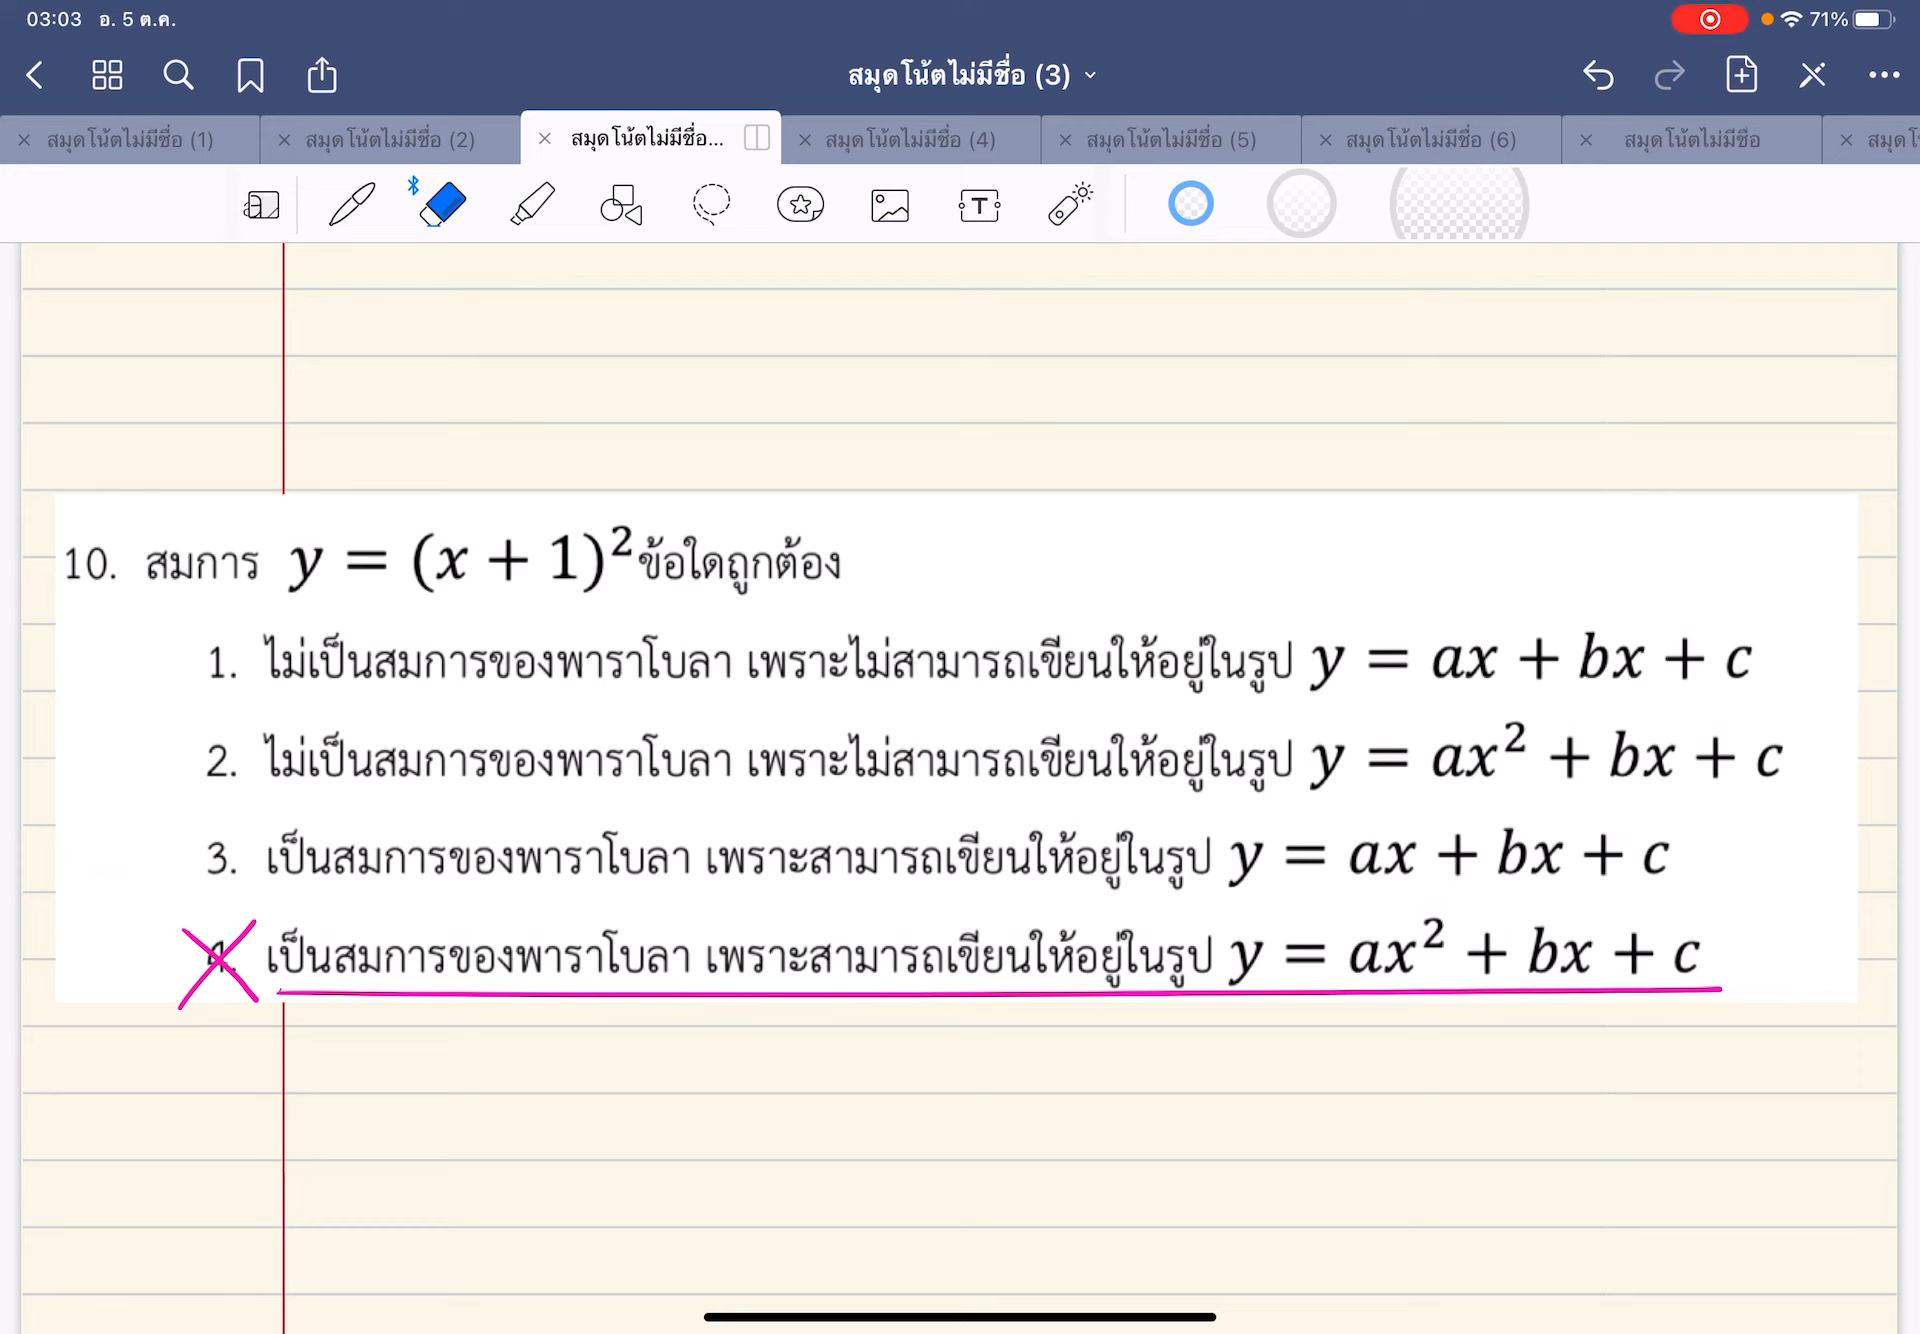 03:03 อ. 5 ต.ค. 71%
สมุดโน้ตไม่มีชื่อ (3)
สมุดโน้ตไม่มีชื่อ (1) สมุดโน้ตไม่มีชื่อ (2) สมุดโน้ตไม่มีชื่อ... สมุดโน้ตไม่มีชื่อ (4) สมุดโน้ตไม่มีชื่อ (5) สมุดโน้ตไม่มีชื่อ (6) สมุดโน้ตไม่มีชื่อ
10. สมการ y = (x + 1)² ข้อใดถูกต้อง
1. ไม่เป็นสมการของพาราโบลา เพราะไม่สามารถเขียนให้อยู่ในรูป y = ax + bx + c
2. ไม่เป็นสมการของพาราโบลา เพราะไม่สามารถเขียนให้อยู่ในรูป y = ax² + bx + c
3. เป็นสมการของพาราโบลา เพราะสามารถเขียนให้อยู่ในรูป y = ax + bx + c
4. เป็นสมการของพาราโบลา เพราะสามารถเขียนให้อยู่ในรูป y = ax² + bx + c